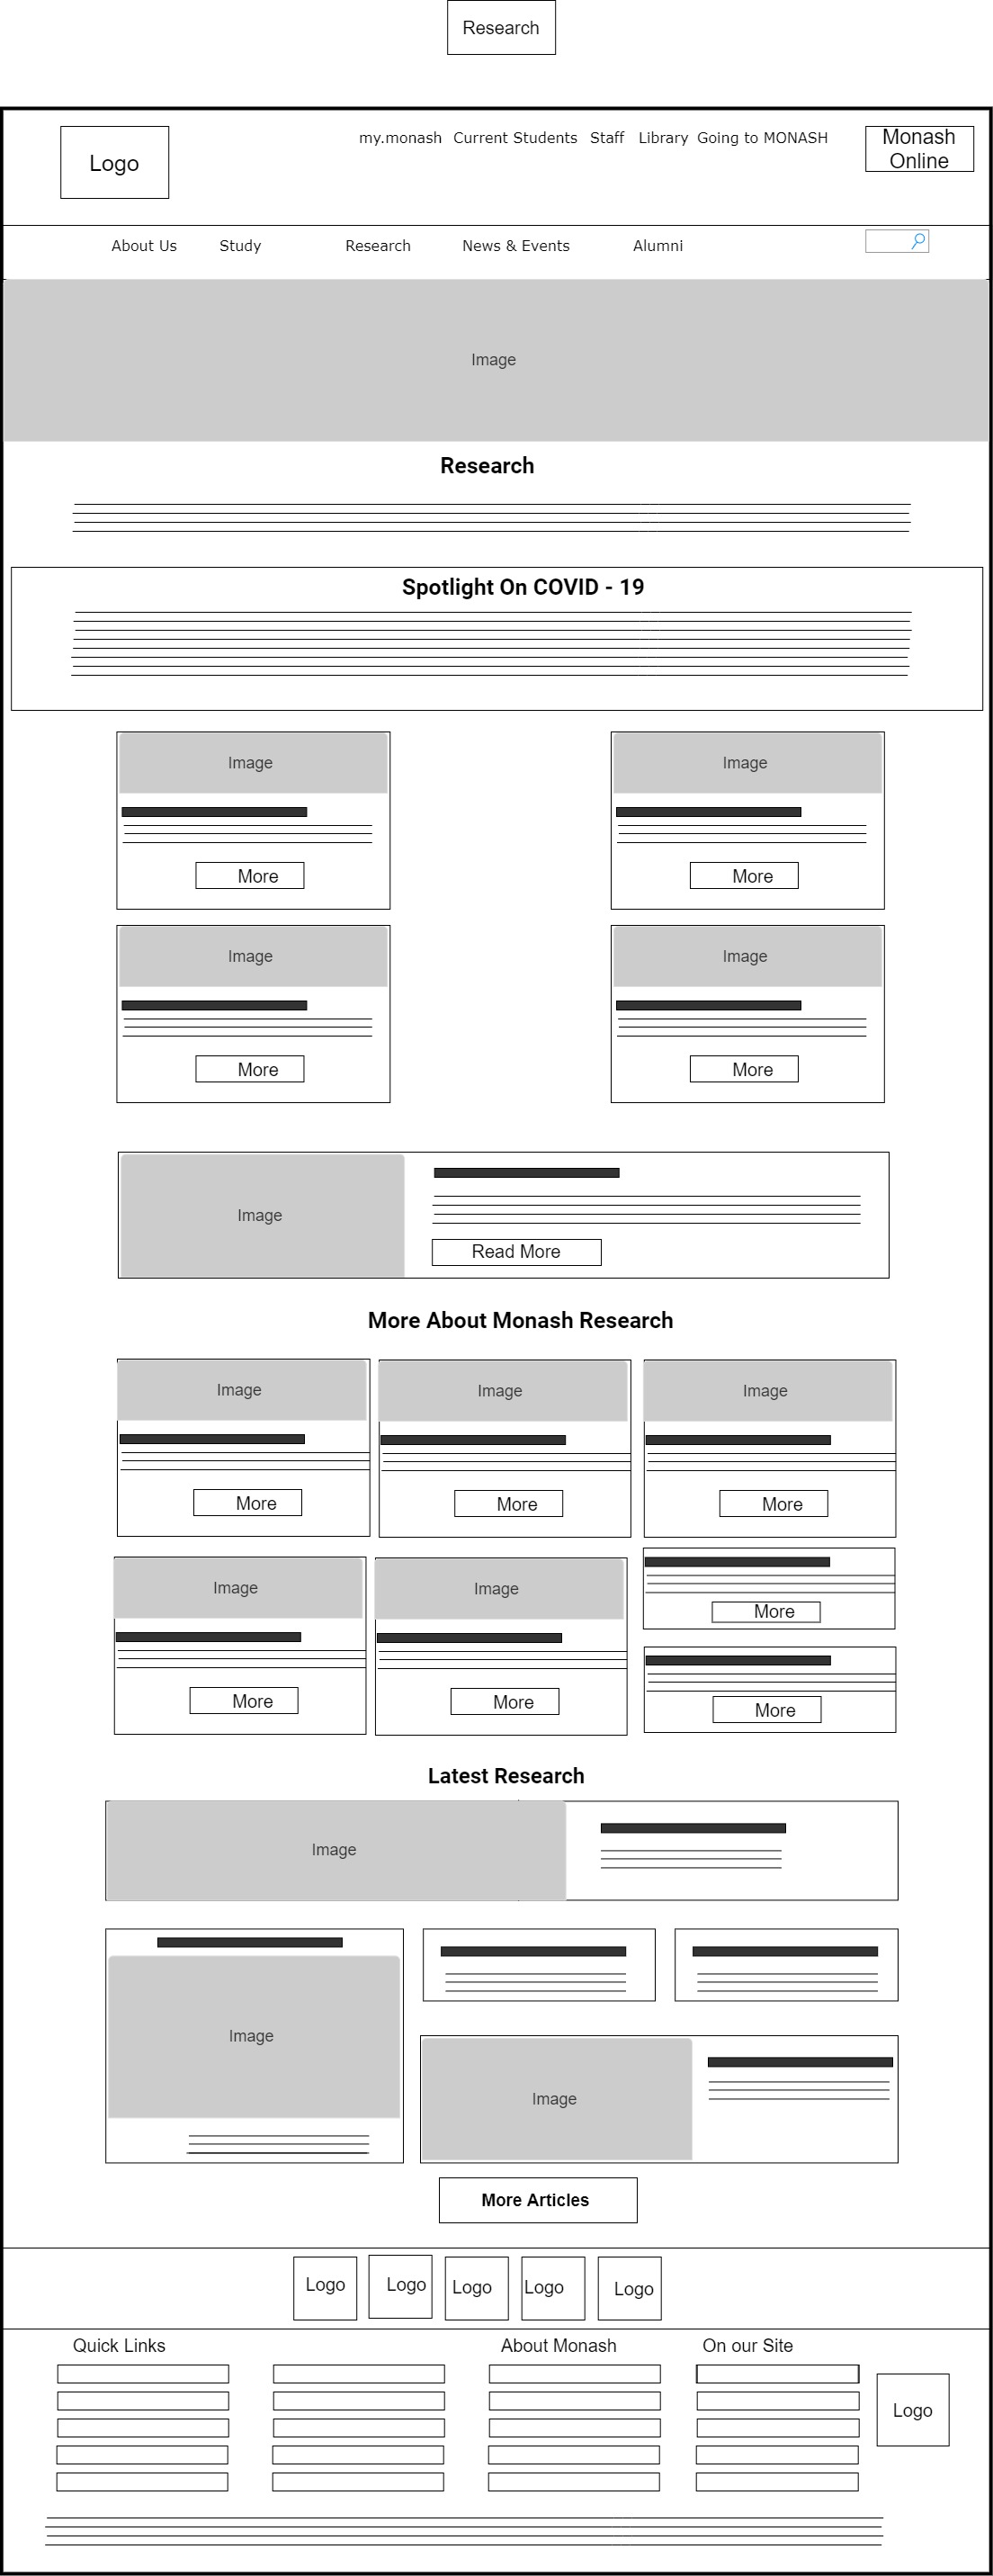 Research
Logo
my.monash Current Students Staff Library Going to MONASH
Monash
Online
About Us Study Research News & Events Alumni
Image
Research
Spotlight On COVID - 19
Image Image
More More
Image Image
More More
Image
Read More
More About Monash Research
Image Image Image
More More More
Image Image
More
More More
More
Latest Research
Image
Image
Image
More Articles
Logo Logo Logo Logo Logo
Quick Links About Monash On our Site
Logo